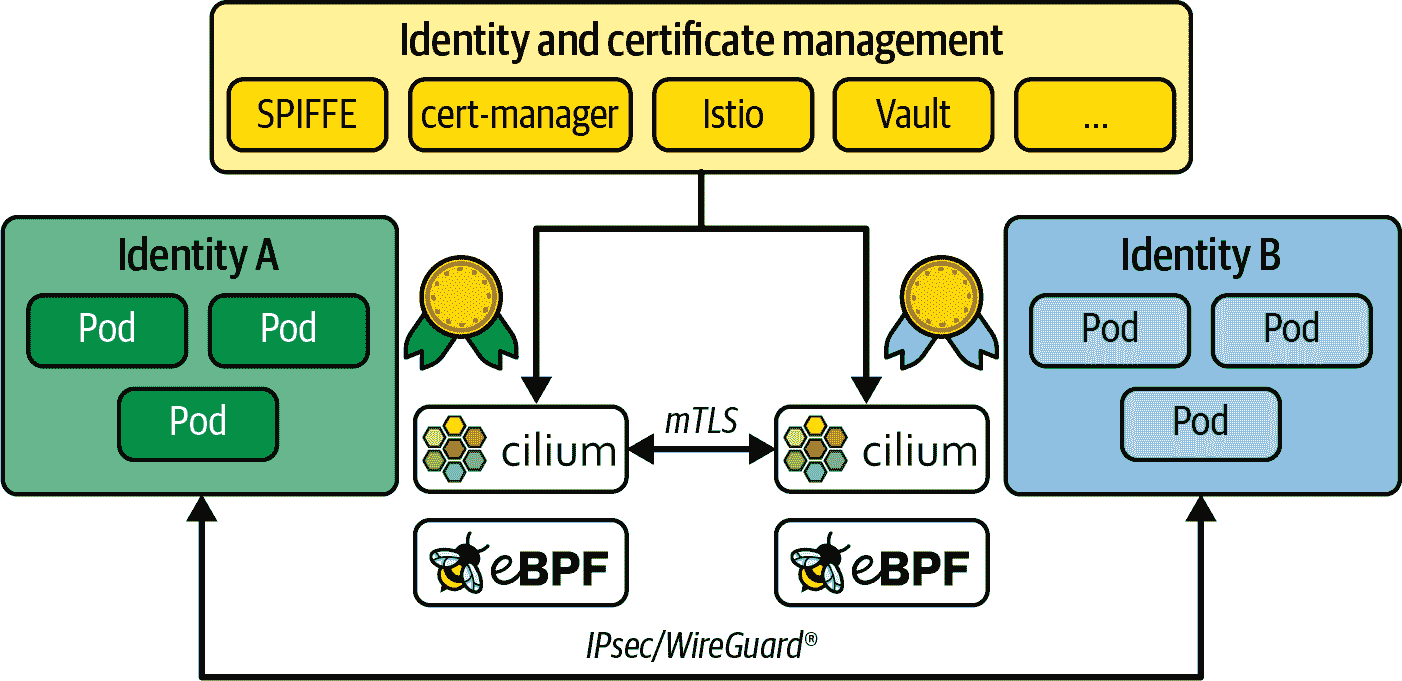 Identity and certificate management
SPIFFE
cert-manager
Istio
Vault
...
Identity A
Pod
Pod
Pod
Identity B
Pod
Pod
Pod
cilium
mTLS
cilium
eBPF
eBPF
IPsec/WireGuard®